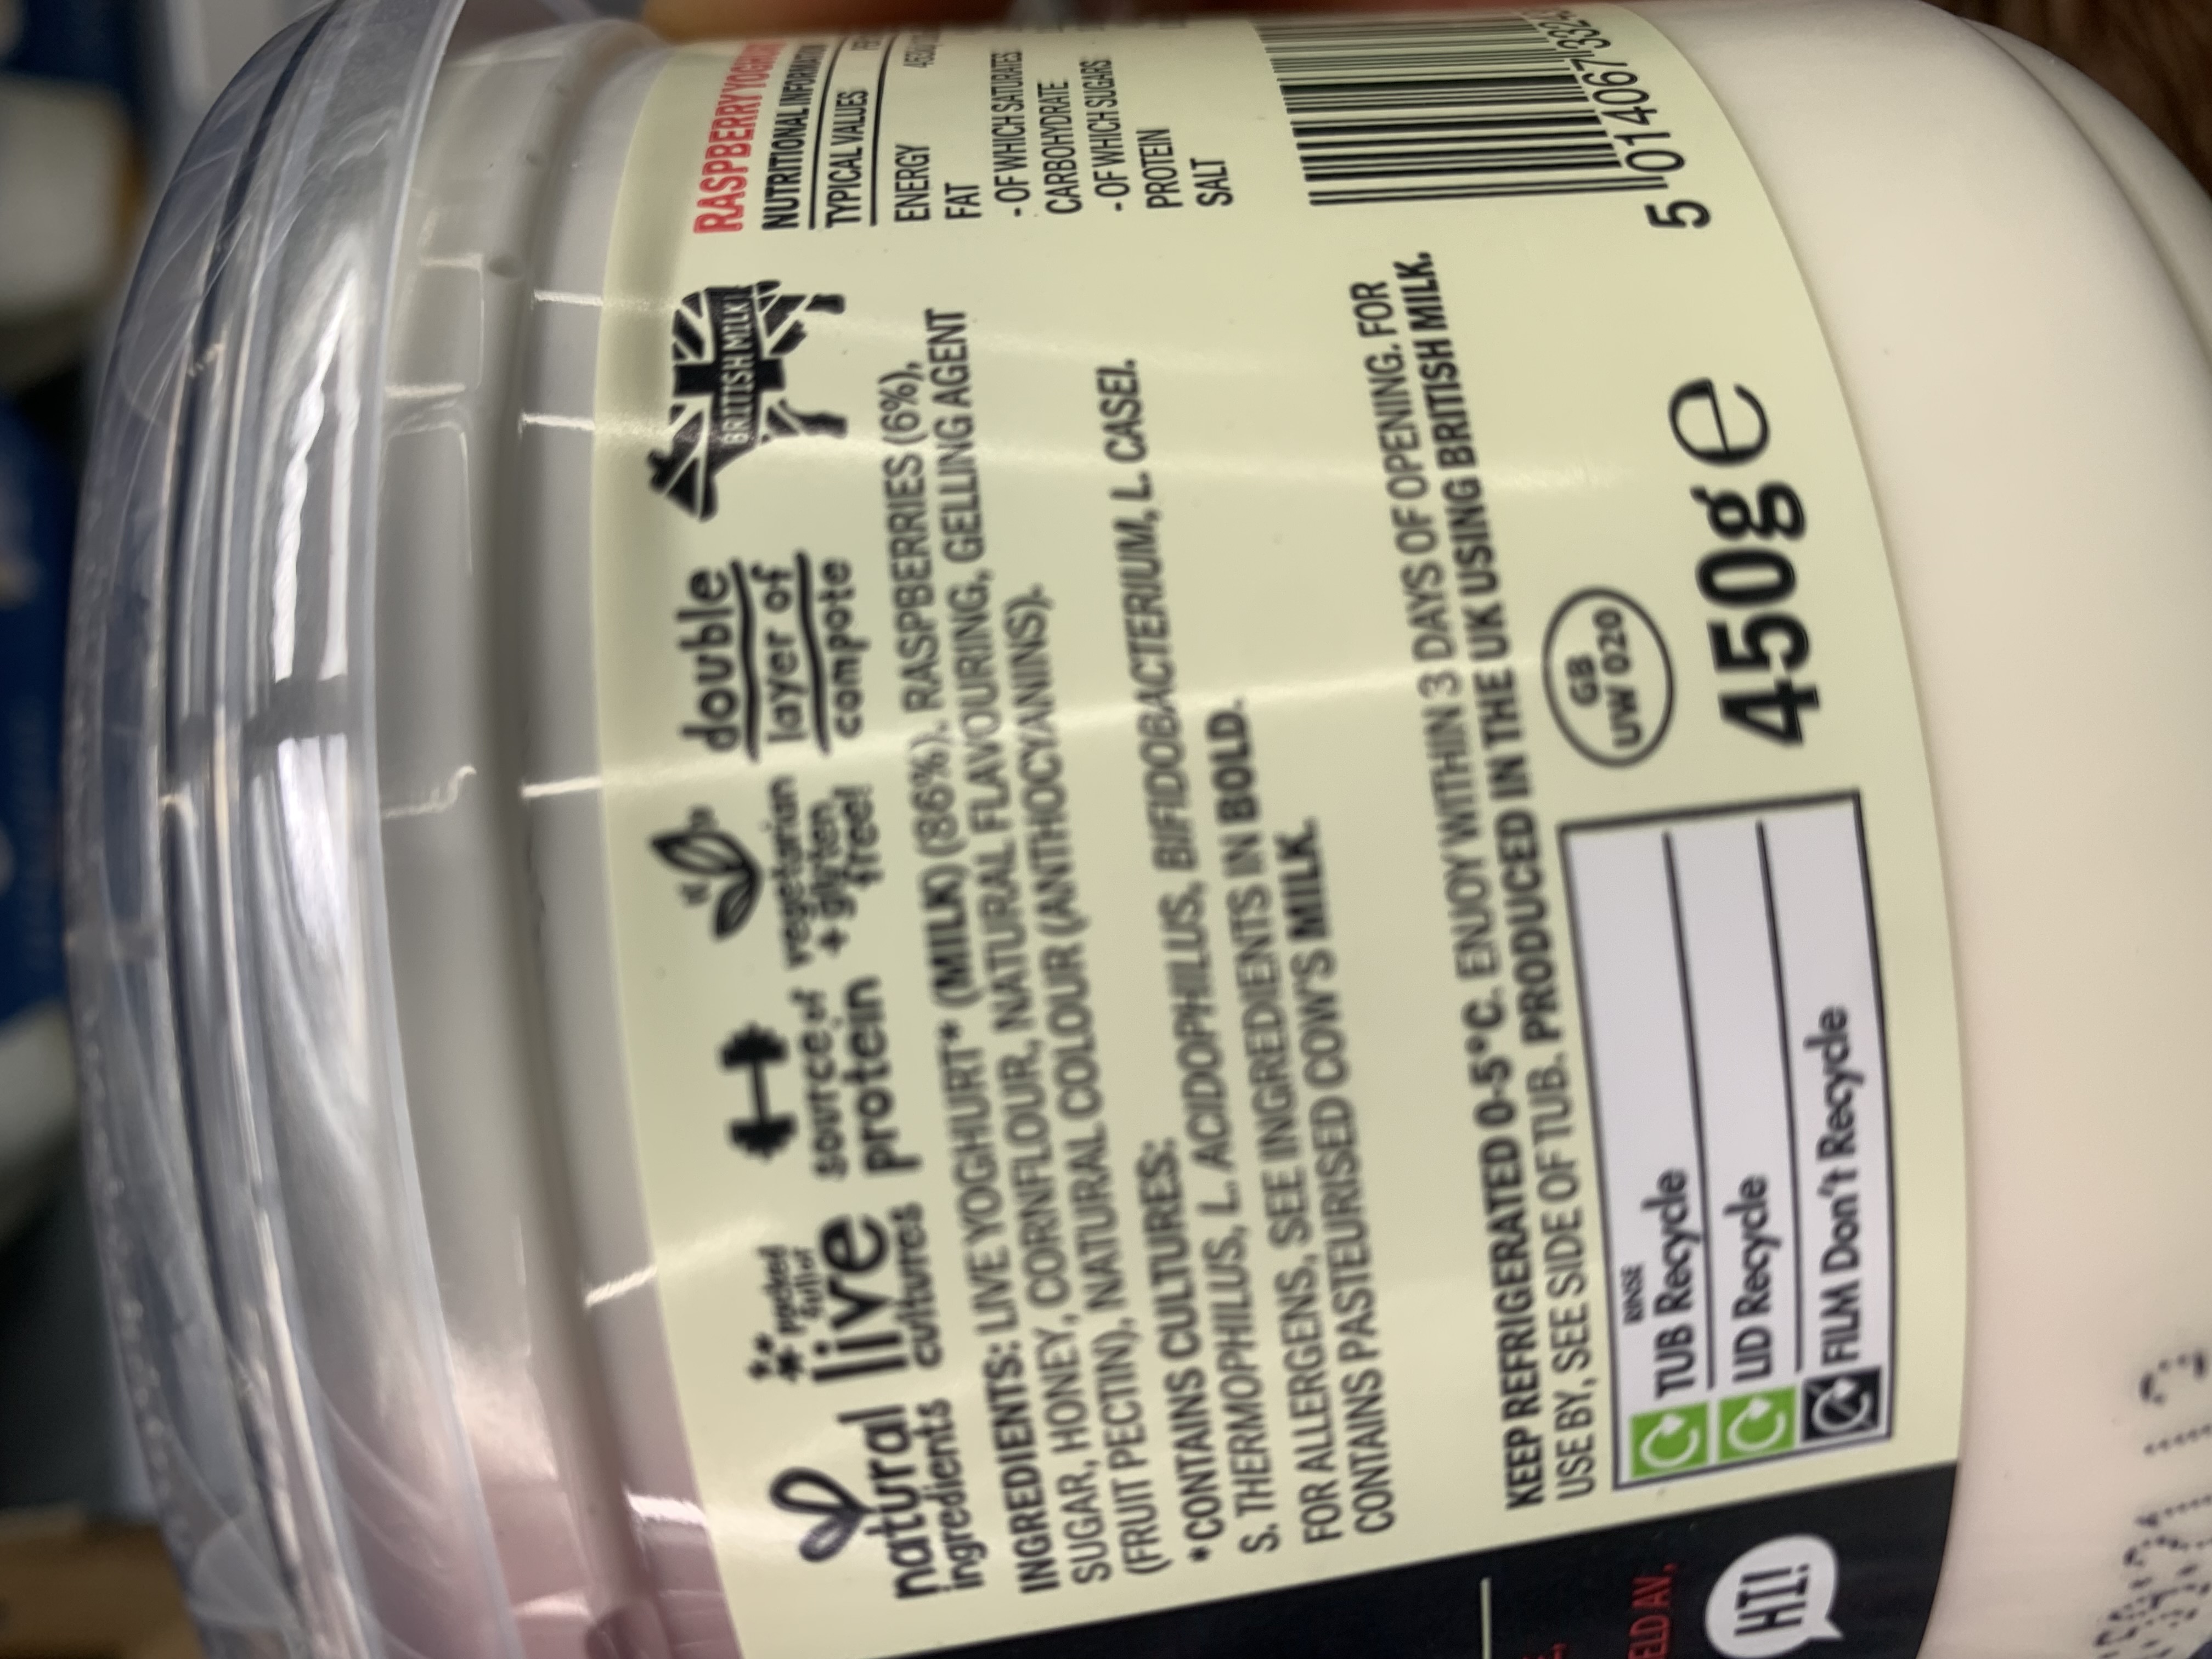 natural
ingredients
packed
full of
live
cultures
source of
protein
vegetarian
+ gluten
free!
double
layer of
compote
BRITISH MILK
INGREDIENTS: LIVE YOGHURT* (MILK) (86%), RASPBERRIES (6%),
SUGAR, HONEY, CORNFLOUR, NATURAL FLAVOURING, GELLING AGENT
(FRUIT PECTIN), NATURAL COLOUR (ANTHOCYANINS).
*CONTAINS CULTURES:
S. THERMOPHILUS, L. ACIDOPHILUS, BIFIDOBACTERIUM, L. CASEI.
FOR ALLERGENS, SEE INGREDIENTS IN BOLD.
CONTAINS PASTEURISED COW'S MILK.
KEEP REFRIGERATED 0-5°C. ENJOY WITHIN 3 DAYS OF OPENING. FOR
USE BY, SEE SIDE OF TUB. PRODUCED IN THE UK USING BRITISH MILK.
RINSE
TUB Recycle
LID Recycle
FILM Don't Recycle
GB
UW 020
450g e
RASPBERRY
NUTRITIONAL
TYPICAL VALUES
ENERGY
FAT
- OF WHICH SATURATES
CARBOHYDRATE
- OF WHICH SUGARS
PROTEIN
SALT
5 014067
ELD AV,
HI!